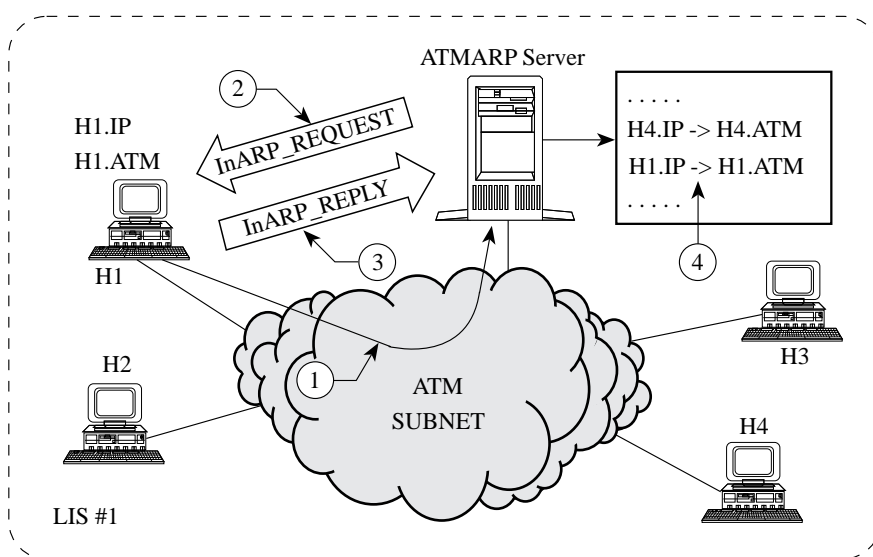 ATMARP Server
2
. . . . .
H1.IP
InARP_REQUEST
H4.IP -> H4.ATM
H1.ATM
H1.IP -> H1.ATM
InARP_REPLY
. . . . .
3
4
H1
H3
1
H2
ATM
SUBNET
H4
LIS #1